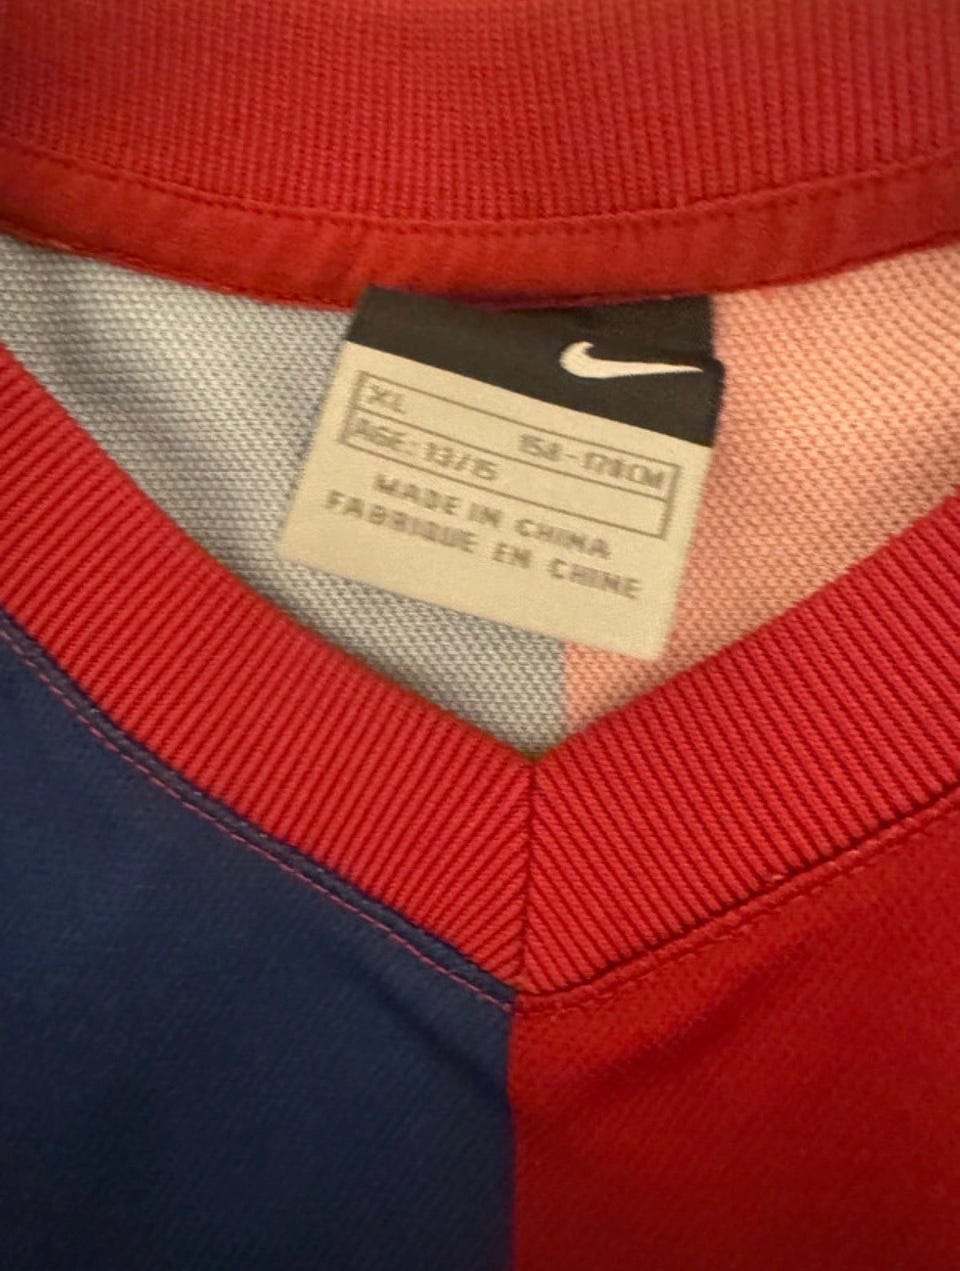 XL
158-170CM
AGE: 13/15
MADE IN CHINA
FABRIQUE EN CHINE